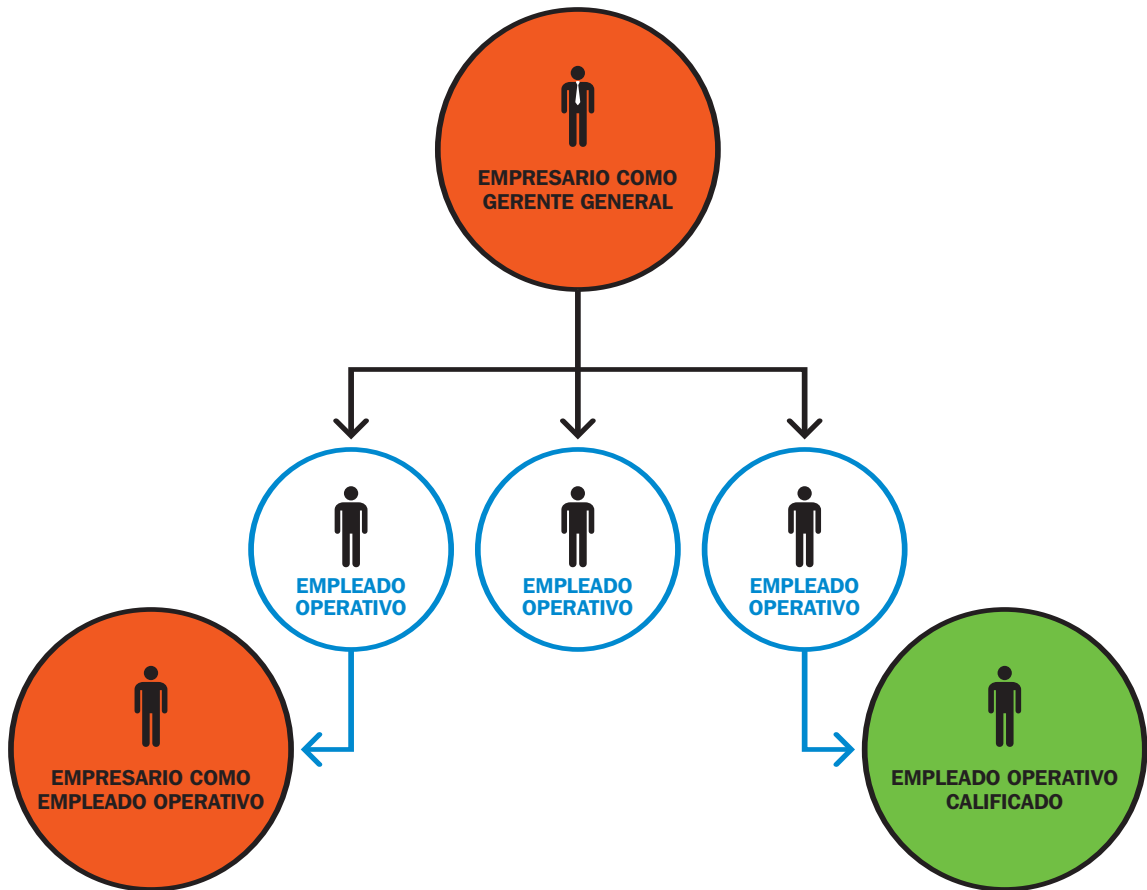 EMPRESARIO COMO
GERENTE GENERAL
EMPLEADO
OPERATIVO
EMPLEADO
OPERATIVO
EMPLEADO
OPERATIVO
EMPRESARIO COMO
EMPLEADO OPERATIVO
EMPLEADO OPERATIVO
CALIFICADO